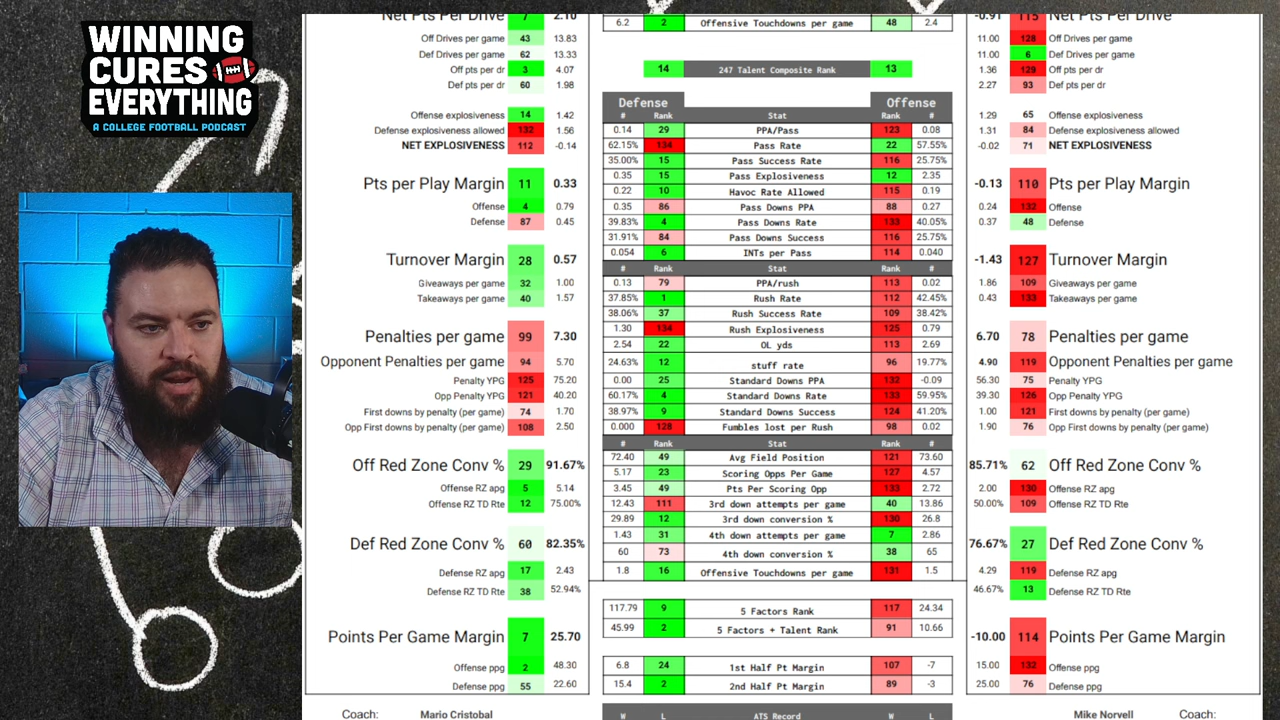 WINNING
CURES
EVERYTHING
A COLLEGE FOOTBALL PODCAST
Net Pts Per Drive 7 2.10
Off Drives per game 43 13.83
Def Drives per game 62 13.33
Off pts per dr 3 4.07
Def pts per dr 60 1.98
Offense explosiveness 14 1.42
Defense explosiveness allowed 132 1.56
NET EXPLOSIVENESS 112 -0.14
Pts per Play Margin 11 0.33
Offense 4 0.79
Defense 87 0.45
Turnover Margin 28 0.57
Giveaways per game 32 1.00
Takeaways per game 40 1.57
Penalties per game 99 7.30
Opponent Penalties per game 94 5.70
Penalty YPG 125 75.20
Opp Penalty YPG 121 40.20
First downs by penalty (per game) 74 1.70
Opp First downs by penalty (per game) 108 2.50
Off Red Zone Conv % 29 91.67%
Offense RZ apg 5 5.14
Offense RZ TD Rte 12 75.00%
Def Red Zone Conv % 60 82.35%
Defense RZ apg 17 2.43
Defense RZ TD Rte 38 52.94%
Points Per Game Margin 7 25.70
Offense ppg 2 48.30
Defense ppg 55 22.60
Coach: Mario Cristobal
6.2 2 Offensive Touchdowns per game 48 2.4
14 247 Talent Composite Rank 13
Defense Offense
# Rank Stat Rank #
0.14 29 PPA/Pass 123 0.08
62.15% 134 Pass Rate 22 57.55%
35.00% 15 Pass Success Rate 116 25.75%
0.35 15 Pass Explosiveness 12 2.35
0.22 10 Havoc Rate Allowed 115 0.19
0.35 86 Pass Downs PPA 88 0.27
39.83% 4 Pass Downs Rate 133 40.05%
31.91% 84 Pass Downs Success 116 25.75%
0.054 6 INTs per Pass 114 0.040
# Rank Stat Rank #
0.13 79 PPA/rush 113 0.02
37.85% 1 Rush Rate 112 42.45%
38.06% 37 Rush Success Rate 109 38.42%
1.30 134 Rush Explosiveness 125 0.79
2.54 22 OL yds 113 2.69
24.63% 12 stuff rate 96 19.77%
0.00 25 Standard Downs PPA 132 -0.09
60.17% 4 Standard Downs Rate 133 59.95%
38.97% 9 Standard Downs Success 124 41.20%
0.000 128 Fumbles lost per Rush 98 0.02
# Rank Stat Rank #
72.40 49 Avg Field Position 121 73.60
5.17 23 Scoring Opps Per Game 127 4.57
3.45 49 Pts Per Scoring Opp 133 2.72
12.43 111 3rd down attempts per game 40 13.86
29.89 12 3rd down conversion % 130 26.8
1.43 31 4th down attempts per game 7 2.86
60 73 4th down conversion % 38 65
1.8 16 Offensive Touchdowns per game 131 1.5
117.79 9 5 Factors Rank 117 24.34
45.99 2 5 Factors + Talent Rank 91 10.66
6.8 24 1st Half Pt Margin 107 -7
15.4 2 2nd Half Pt Margin 89 -3
W L ATS Record W L
-0.91 115 Net Pts Per Drive
11.00 128 Off Drives per game
11.00 6 Def Drives per game
1.36 129 Off pts per dr
2.27 93 Def pts per dr
1.29 65 Offense explosiveness
1.31 84 Defense explosiveness allowed
-0.02 71 NET EXPLOSIVENESS
-0.13 110 Pts per Play Margin
0.24 132 Offense
0.37 48 Defense
-1.43 127 Turnover Margin
1.86 109 Giveaways per game
0.43 133 Takeaways per game
6.70 78 Penalties per game
4.90 119 Opponent Penalties per game
56.30 75 Penalty YPG
39.30 126 Opp Penalty YPG
1.00 121 First downs by penalty (per game)
1.90 76 Opp First downs by penalty (per game)
85.71% 62 Off Red Zone Conv %
2.00 130 Offense RZ apg
50.00% 109 Offense RZ TD Rte
76.67% 27 Def Red Zone Conv %
4.29 119 Defense RZ apg
46.67% 13 Defense RZ TD Rte
-10.00 114 Points Per Game Margin
15.00 132 Offense ppg
25.00 76 Defense ppg
Mike Norvell Coach: